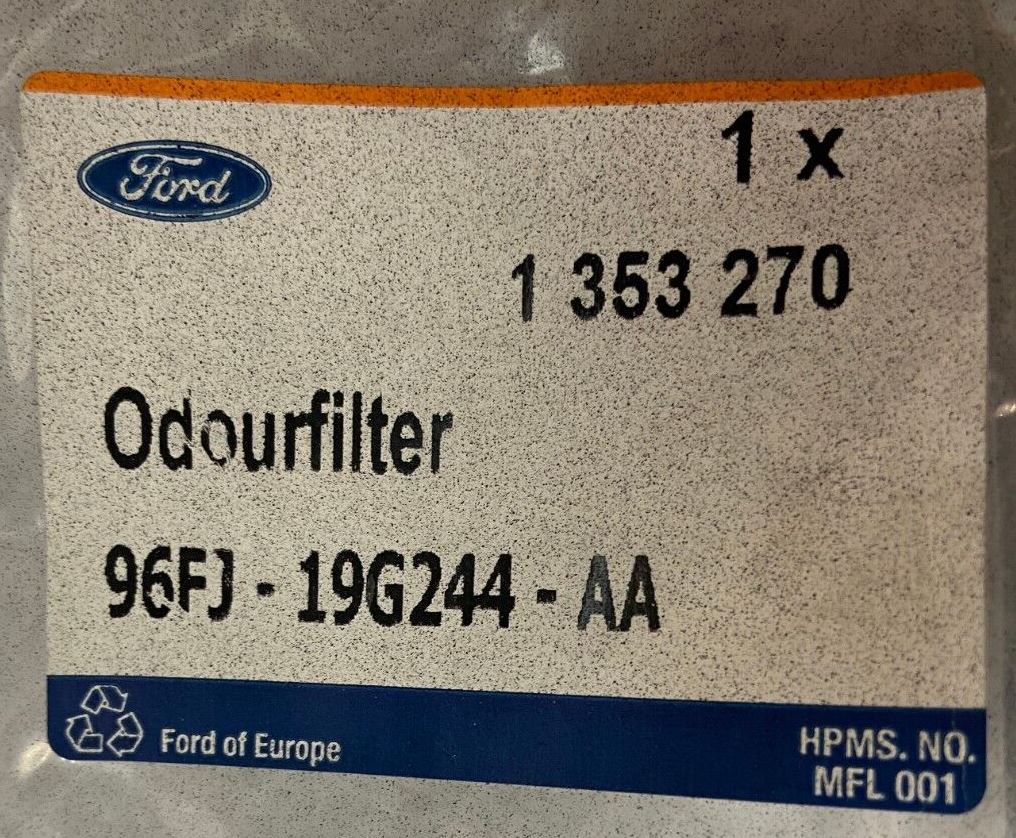 Ford
1 x
1 353 270
Odourfilter
96FJ - 19G244 - AA
Ford of Europe
HPMS. NO.
MFL 001